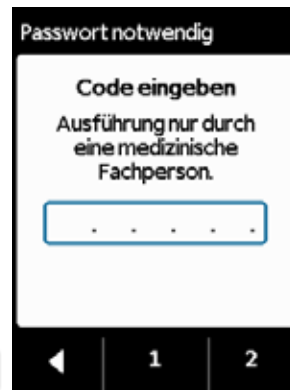 Passwort notwendig
Code eingeben
Ausführung nur durch
eine medizinische
Fachperson.
. . . . .
1 2